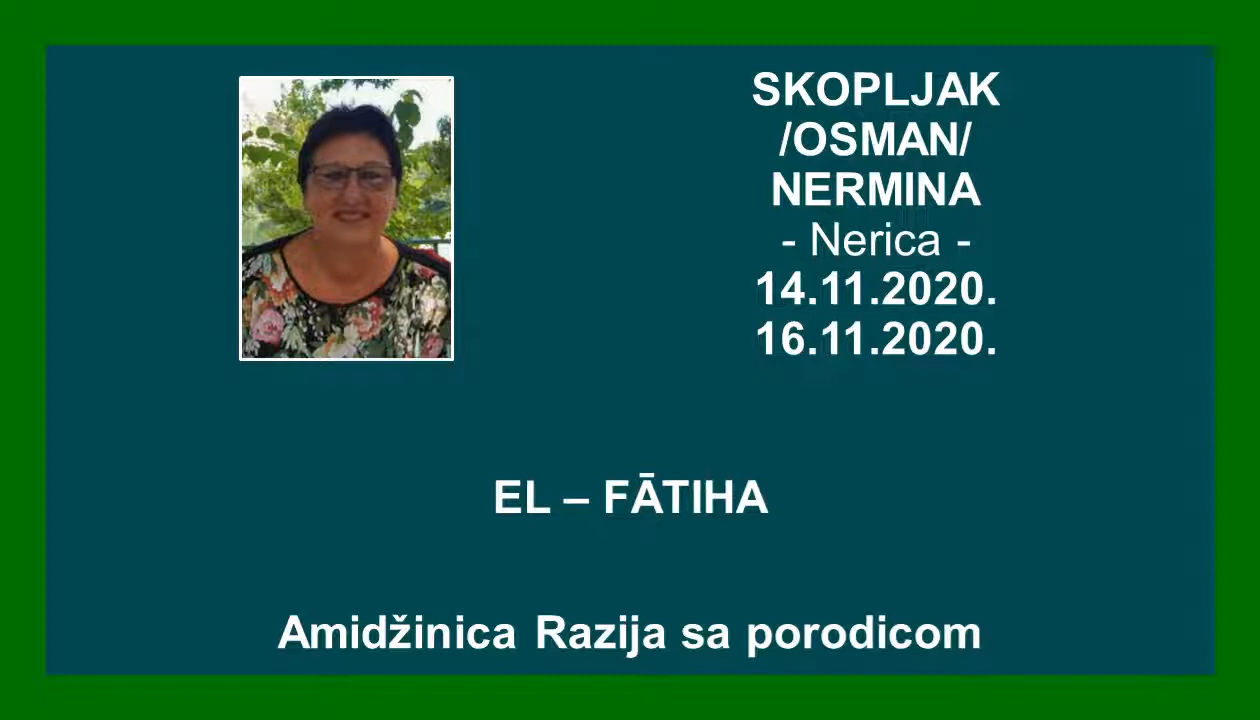 SKOPLJAK
/OSMAN/
NERMINA
- Nerica -
14.11.2020.
16.11.2020.
EL – FĀTIHA
Amidžinica Razija sa porodicom